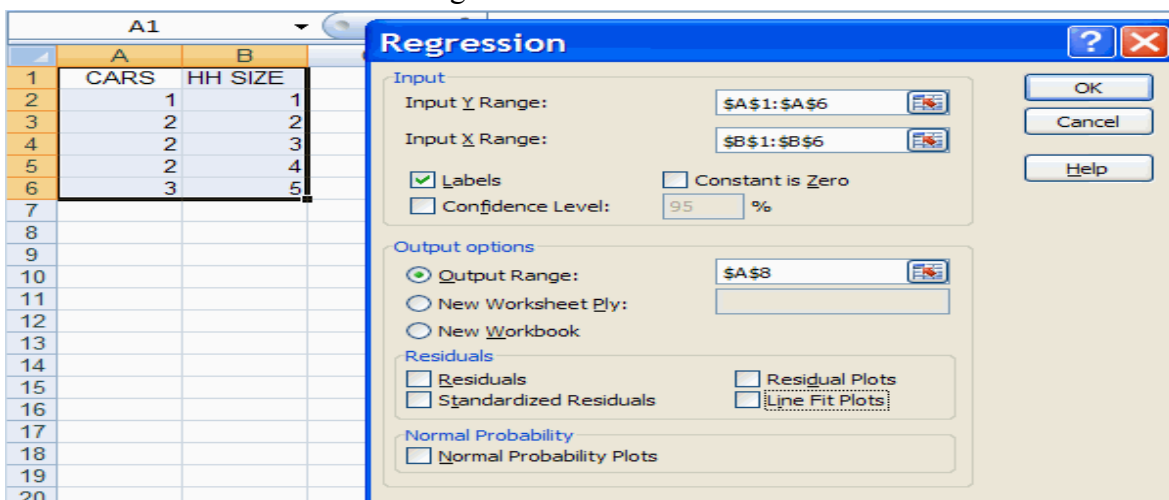 A1
A B
1 CARS HH SIZE
2 1 1
3 2 2
4 2 3
5 2 4
6 3 5
7
8
9
10
11
12
13
14
15
16
17
18
19
20
Regression
?
Input
Input Y Range: $A$1:$A$6
Input X Range: $B$1:$B$6
Labels Constant is Zero
Confidence Level: 95 %
OK
Cancel
Help
Output options
Output Range: $A$8
New Worksheet Ply:
New Workbook
Residuals
Residuals Residual Plots
Standardized Residuals Line Fit Plots
Normal Probability
Normal Probability Plots